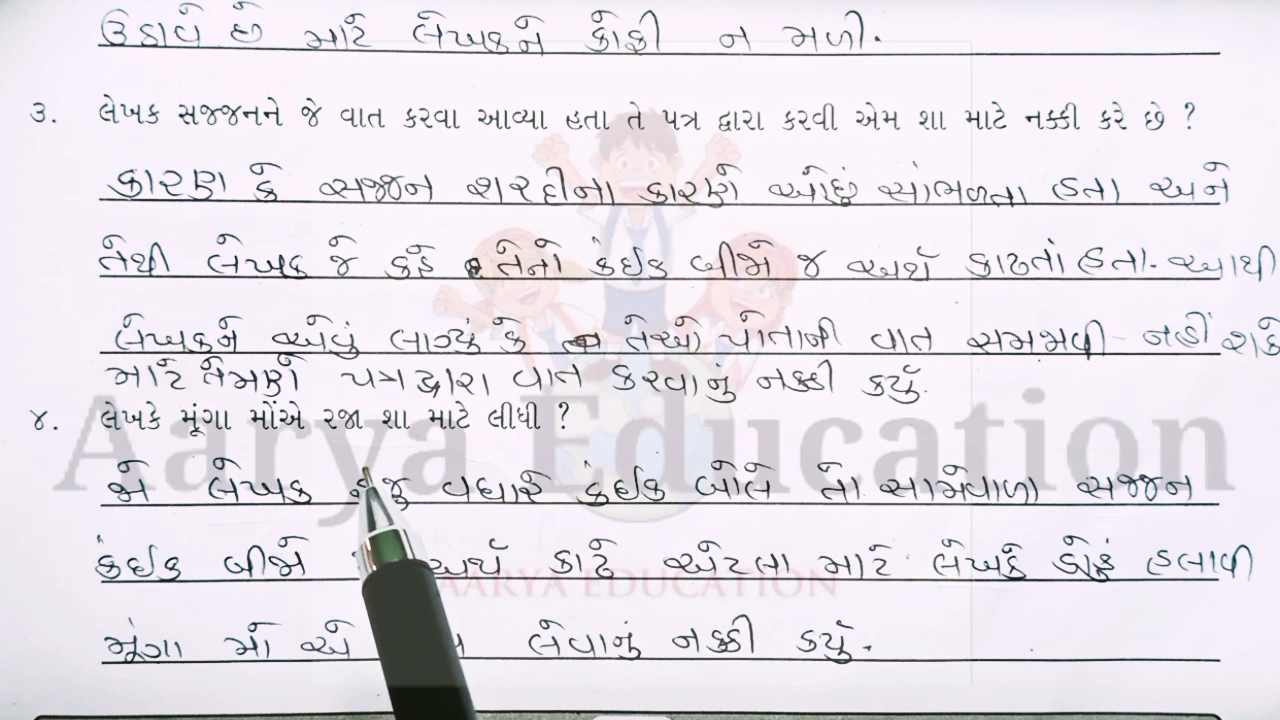 ઉડાવે છે માટે લેખકને કોફી ન મળી.
૩. લેખક સજ્જનને જે વાત કરવા આવ્યા હતા તે પત્ર દ્વારા કરવી એમ શા માટે નક્કી કરે છે ?
કારણ કે સજ્જન શરદીના કારણે ઓછું સાંભળતા હતા અને
તેથી લેખક જે કહે તેનો કંઇક બીજો જ અર્થ કાઢતાં હતા. આથી
લેખકને એવું લાગ્યું કે તેઓ પોતાની વાત સમજાવી નહીં શકે
માટે તેમણે પત્ર દ્વારા વાત કરવાનું નક્કી કર્યું.
૪. લેખકે મૂંગા મોંએ રજા શા માટે લીધી ?
જો લેખક વધારે કંઇક બોલે તો સામેવાળા સજ્જન
કંઇક બીજો અર્થ કાઢે એટલા માટે લેખકે ડોકું હલાવી
મૂંગા મોં એ લેવાનું નક્કી કર્યું.
Aarya Education
AARYA EDUCATION